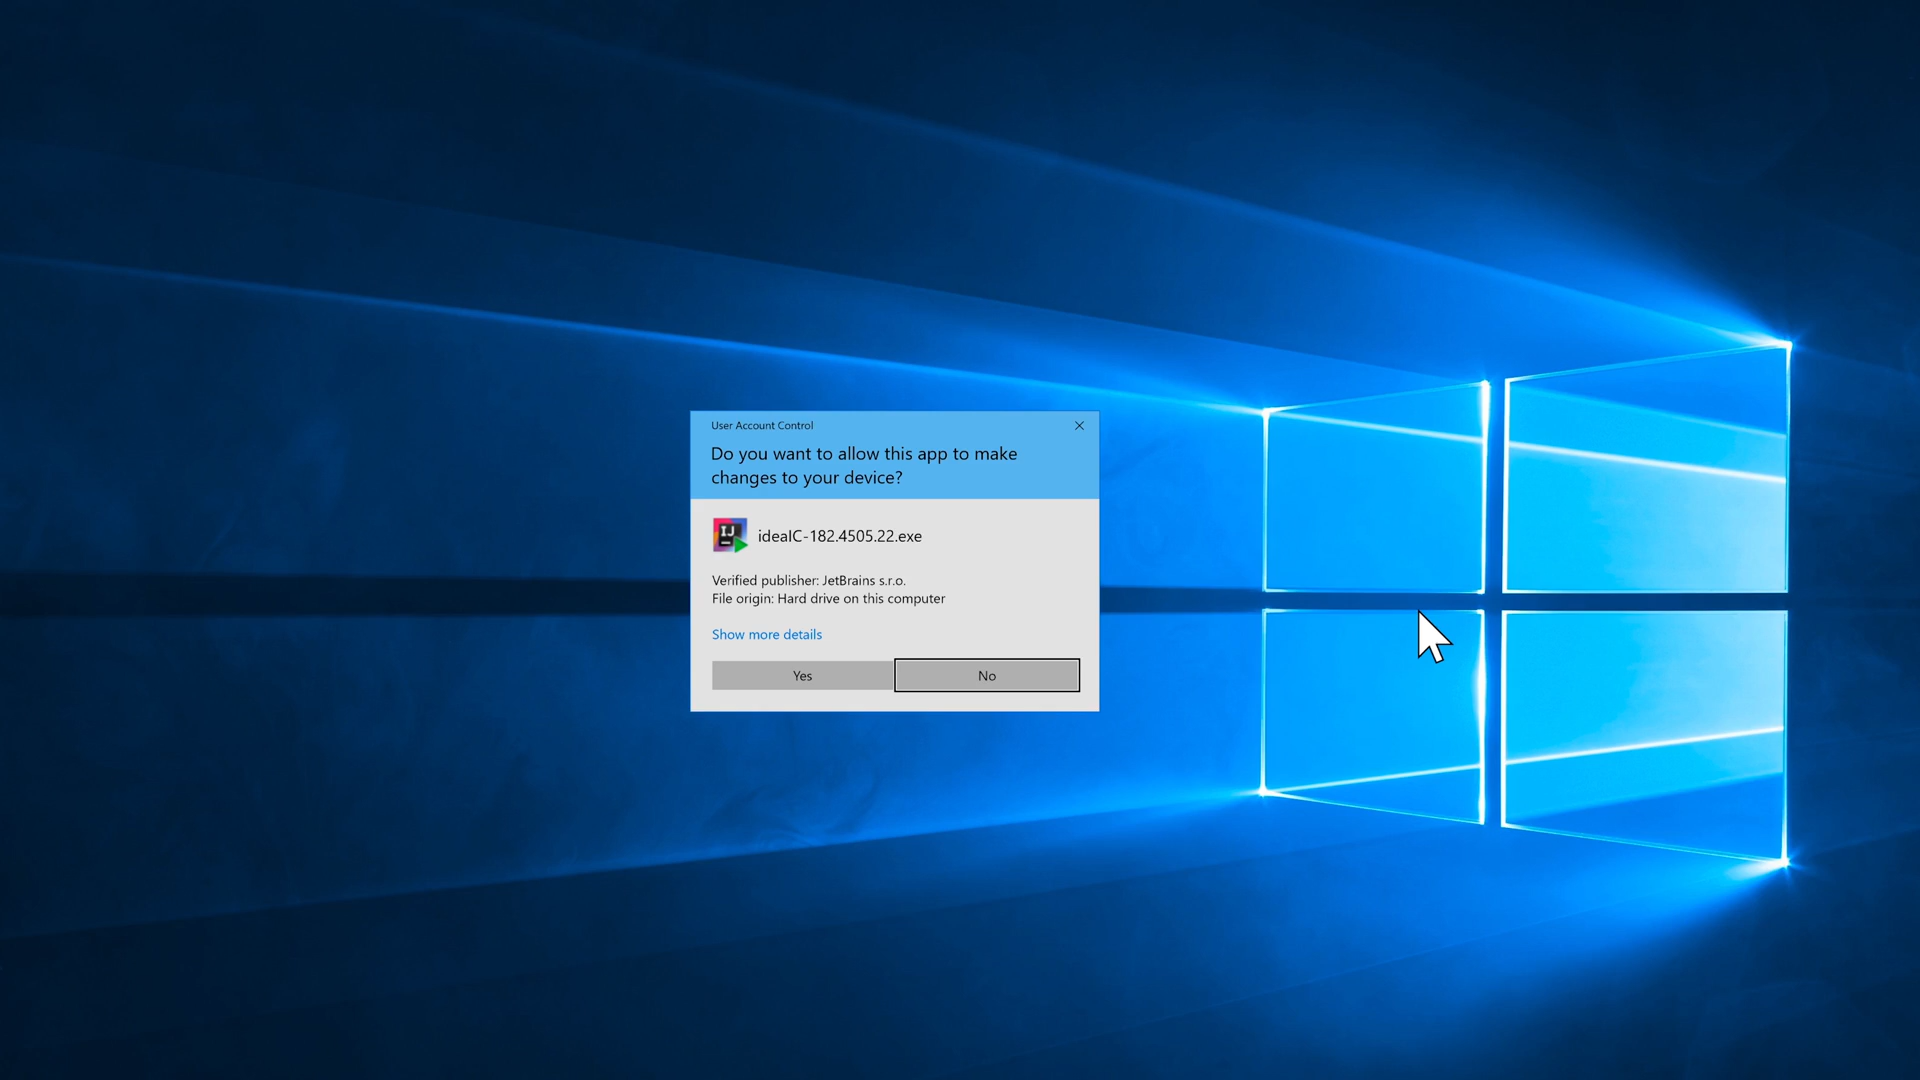 User Account Control
Do you want to allow this app to make
changes to your device?
IJ
ideaIC-182.4505.22.exe
Verified publisher: JetBrains s.r.o.
File origin: Hard drive on this computer
Show more details
Yes
No